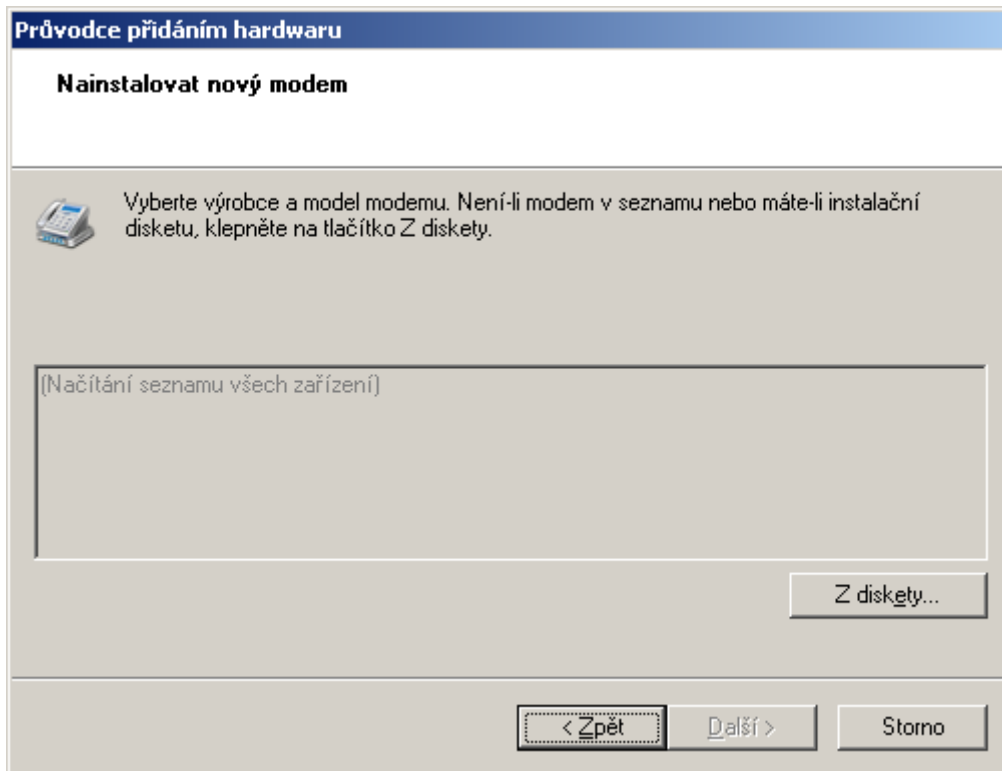 Průvodce přidáním hardwaru
Nainstalovat nový modem
Vyberte výrobce a model modemu. Není-li modem v seznamu nebo máte-li instalační
disketu, klepněte na tlačítko Z diskety.
(Načítání seznamu všech zařízení)
Z diskety...
< Zpět
Další >
Storno